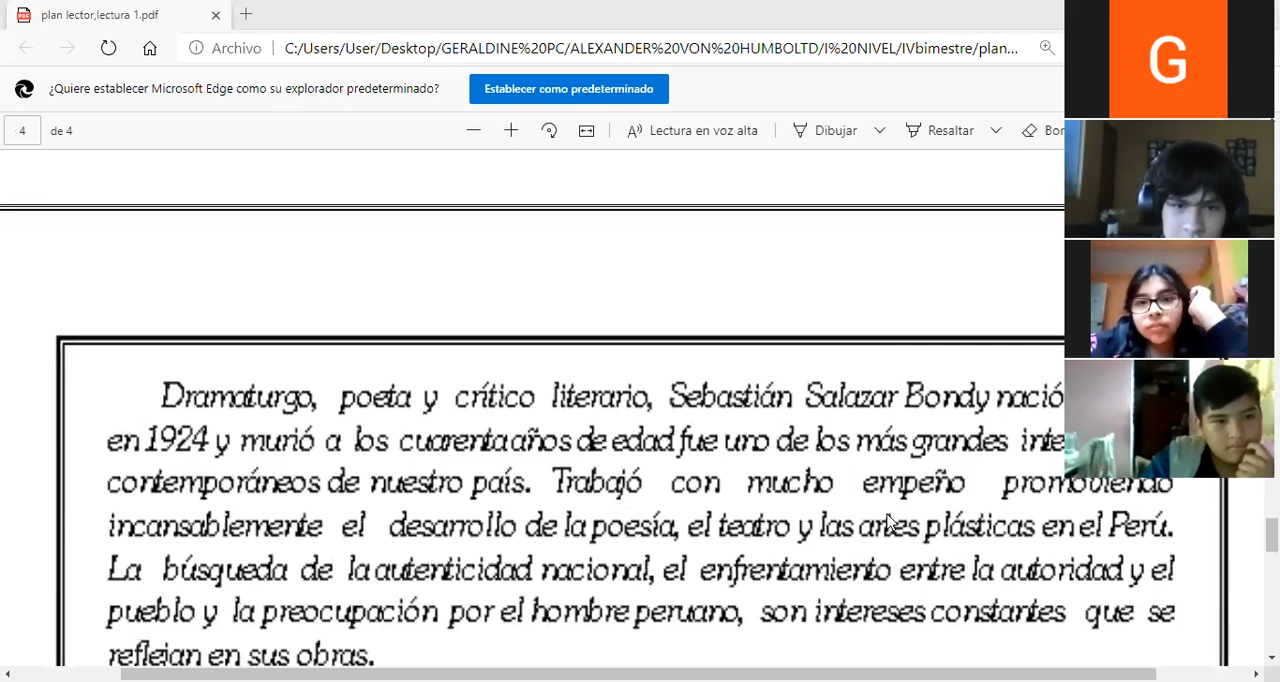 plan lector,lectura 1.pdf
Archivo C:/Users/User/Desktop/GERALDINE%20PC/ALEXANDER%20VON%20HUMBOLTD/I%20NIVEL/IVbimestre/plan...
¿Quiere establecer Microsoft Edge como su explorador predeterminado? Establecer como predeterminado
4 de 4 Lectura en voz alta Dibujar Resaltar
G
Dramaturgo, poeta y crítico literario, Sebastián Salazar Bondy nació
en 1924 y murió a los cuarenta años de edad fue uno de los más grandes
contemporáneos de nuestro país. Trabajó con mucho empeño promoviendo
incansablemente el desarrollo de la poesía, el teatro y las artes plásticas en el Perú.
La búsqueda de la autenticidad nacional, el enfrentamiento entre la autoridad y el
pueblo y la preocupación por el hombre peruano, son intereses constantes que se
reflejan en sus obras.